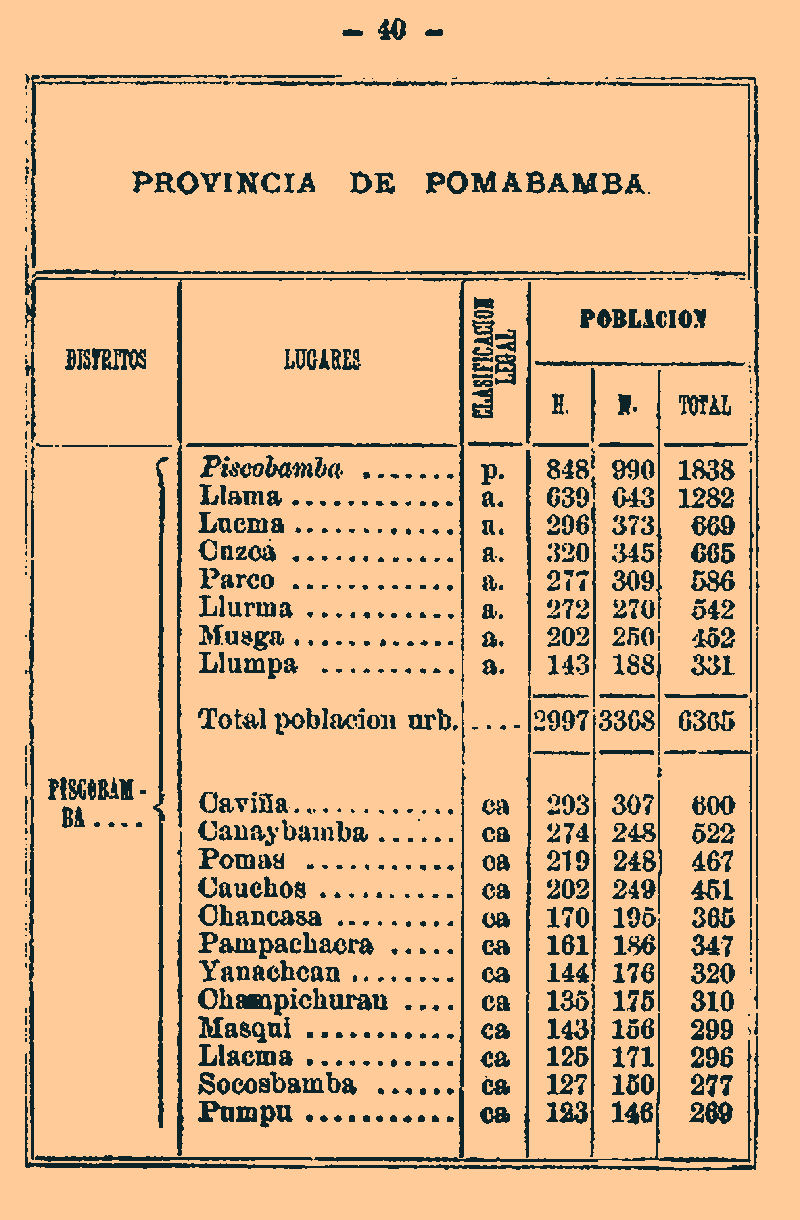 — 40 —
PROVINCIA DE POMABAMBA.
DISTRITOS LUGARES CLASIFICACION LEGAL POBLACION
H. M. TOTAL
Piscobamba ....... p. 848 990 1838
Llama ............ a. 639 643 1282
Lucma ............ a. 296 373 669
Cuzca ............ a. 320 345 665
Parco ............ a. 277 309 586
Llurma ........... a. 272 270 542
Musga ............ a. 202 250 452
Llumpa .......... a. 143 188 331
Total poblacion urb. .... 2997 3368 6365
PISCOBAM-
BA ....
Caviña ............ ca 293 307 600
Canaybamba ...... ca 274 248 522
Pomas ........... ca 219 248 467
Cauchos .......... ca 202 249 451
Chancasa ......... ca 170 195 365
Pampachacra ..... ca 161 186 347
Yanachcan ........ ca 144 176 320
Champichurau .... ca 135 175 310
Masqui ........... ca 143 156 299
Llacma ........... ca 125 171 296
Socosbamba ...... ca 127 150 277
Pumpu ........... ca 123 146 269